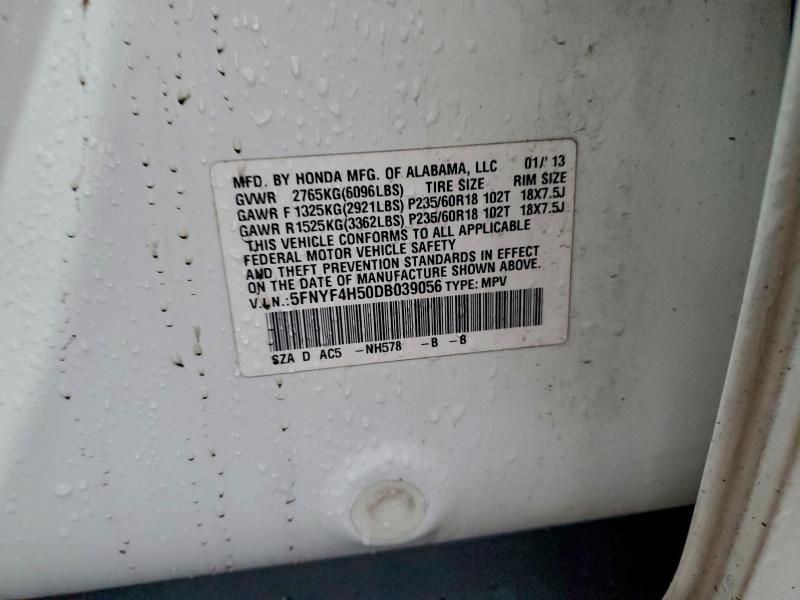 MFD. BY HONDA MFG. OF ALABAMA, LLC 01/'13
GVWR 2765KG(6096LBS) TIRE SIZE RIM SIZE
GAWR F 1325KG(2921LBS) P235/60R18 102T 18X7.5J
GAWR R 1525KG(3362LBS) P235/60R18 102T 18X7.5J
THIS VEHICLE CONFORMS TO ALL APPLICABLE
FEDERAL MOTOR VEHICLE SAFETY
AND THEFT PREVENTION STANDARDS IN EFFECT
ON THE DATE OF MANUFACTURE SHOWN ABOVE.
V.I.N.:5FNYF4H50DB039056 TYPE: MPV
SZA D AC5 -NH578 -B -B